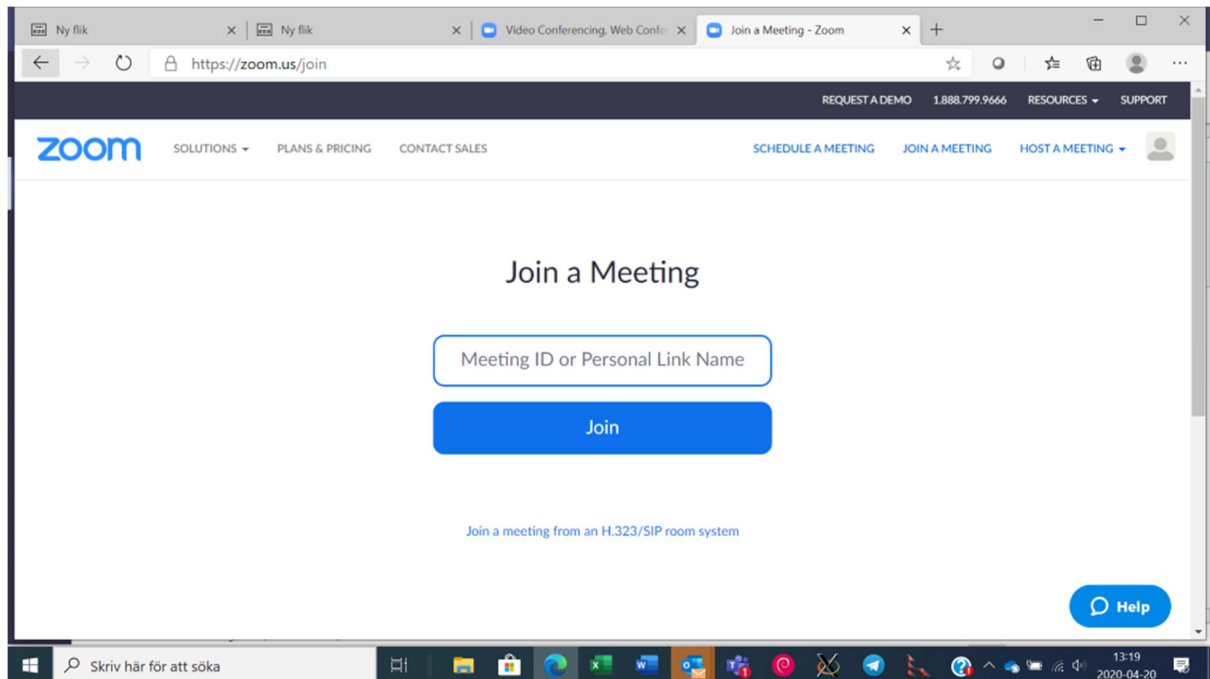 Ny flik
Ny flik
Video Conferencing, Web Confe
Join a Meeting - Zoom
https://zoom.us/join
REQUEST A DEMO 1.888.799.9666 RESOURCES SUPPORT
zoom SOLUTIONS PLANS & PRICING CONTACT SALES SCHEDULE A MEETING JOIN A MEETING HOST A MEETING
Join a Meeting
Meeting ID or Personal Link Name
Join
Join a meeting from an H.323/SIP room system
Help
Skriv här för att söka
13:19
2020-04-20